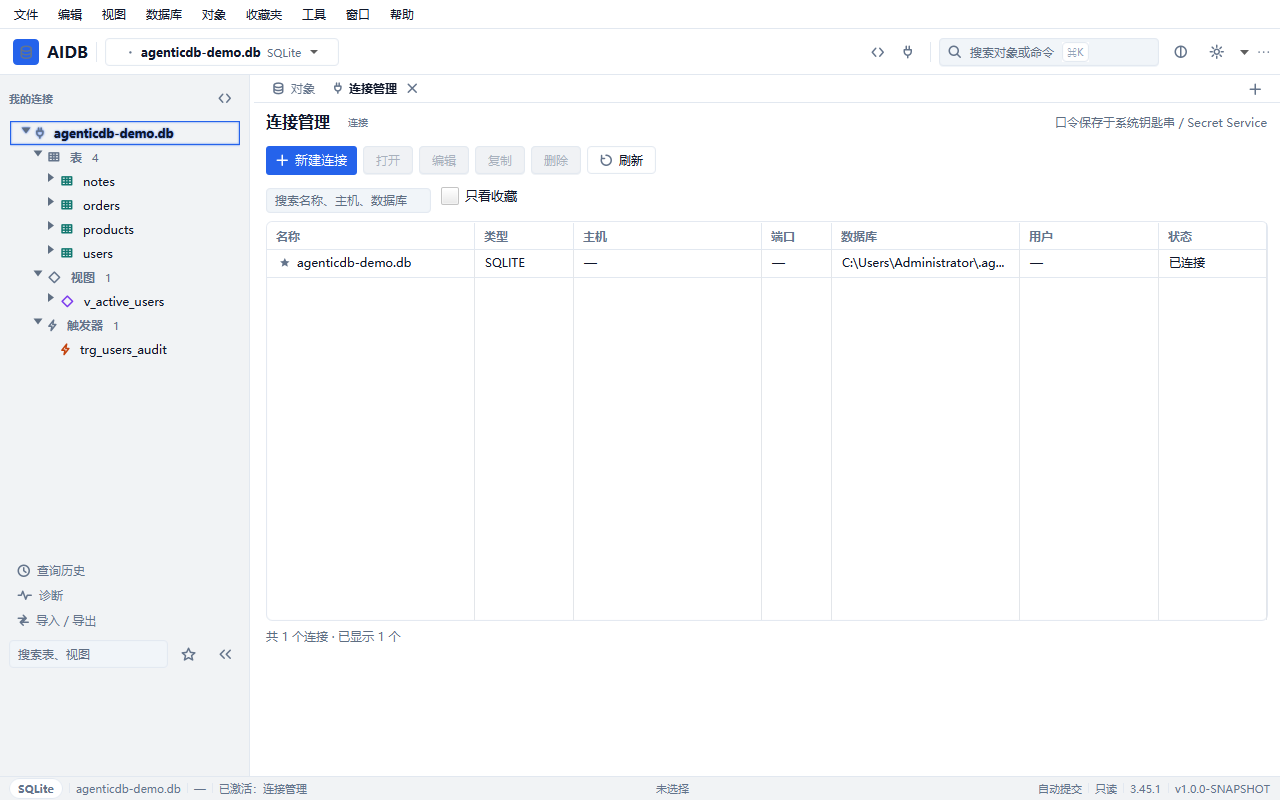 文件 编辑 视图 数据库 对象 收藏夹 工具 窗口 帮助
AIDB agenticdb-demo.db SQLite 搜索对象或命令 ⌘K
我的连接
agenticdb-demo.db
表 4
notes
orders
products
users
视图 1
v_active_users
触发器 1
trg_users_audit
查询历史
诊断
导入 / 导出
搜索表、视图
对象 连接管理
连接管理 连接 口令保存于系统钥匙串 / Secret Service
新建连接 打开 编辑 复制 删除 刷新
搜索名称、主机、数据库 只看收藏
名称 类型 主机 端口 数据库 用户 状态
agenticdb-demo.db SQLITE — — C:\Users\Administrator\.ag... — 已连接
共 1 个连接 · 已显示 1 个
SQLite agenticdb-demo.db — 已激活：连接管理 未选择 自动提交 只读 3.45.1 v1.0.0-SNAPSHOT